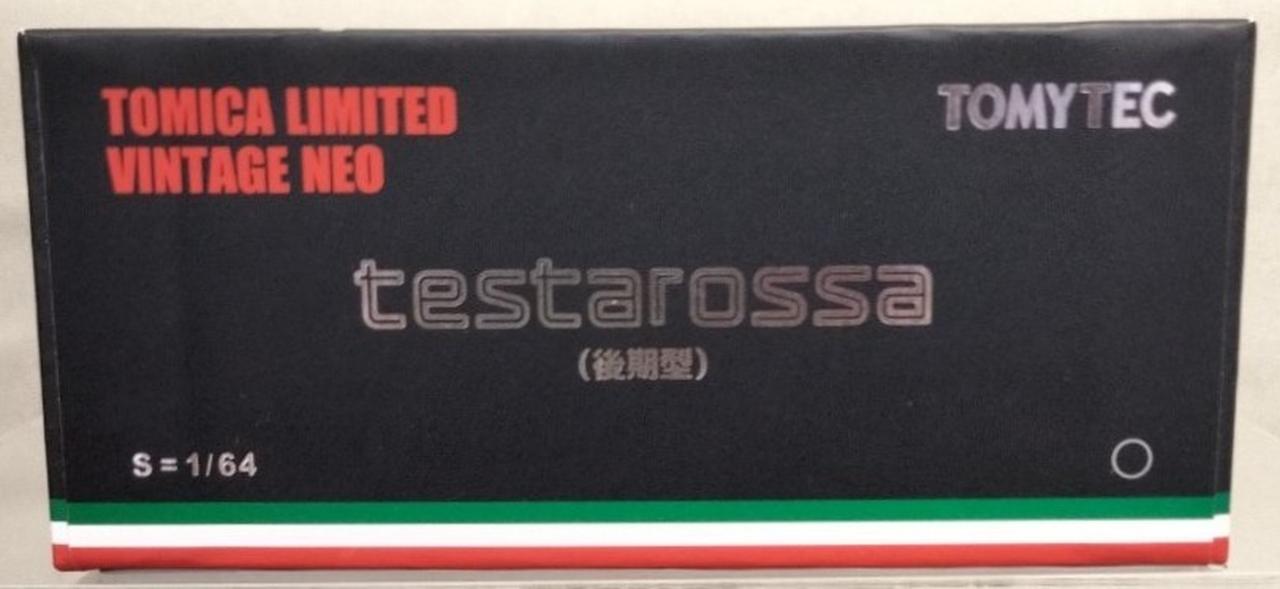 TOMICA LIMITED
VINTAGE NEO
TOMYTEC
testarossa
(後期型)
S=1/64